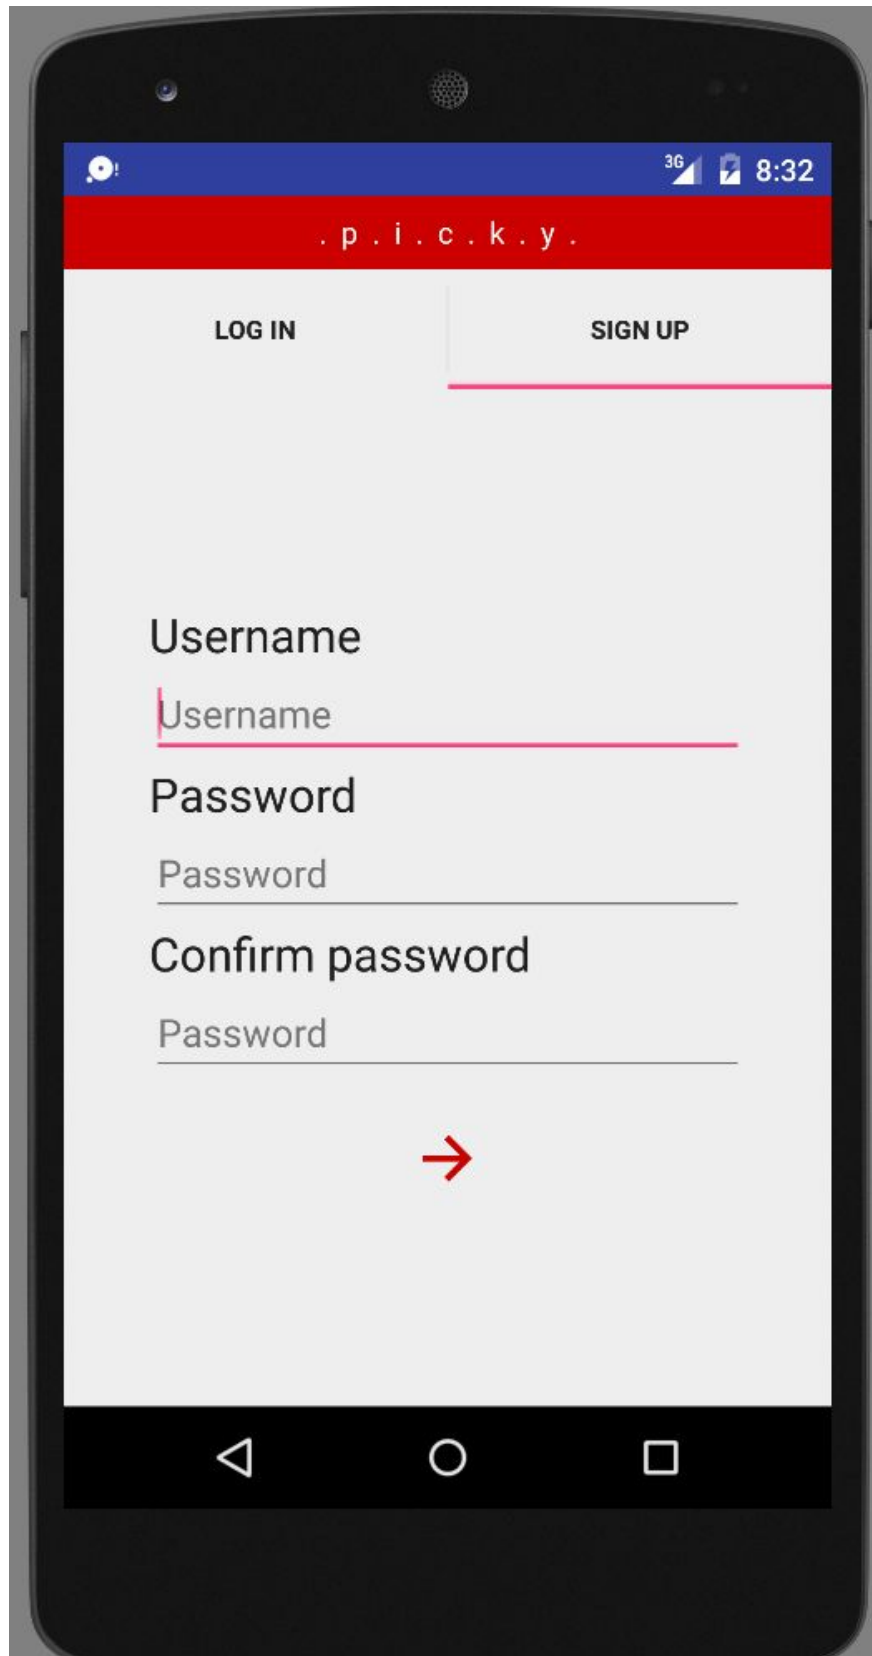 3G 8:32
. p . i . c . k . y .
LOG IN SIGN UP
Username
Username
Password
Password
Confirm password
Password